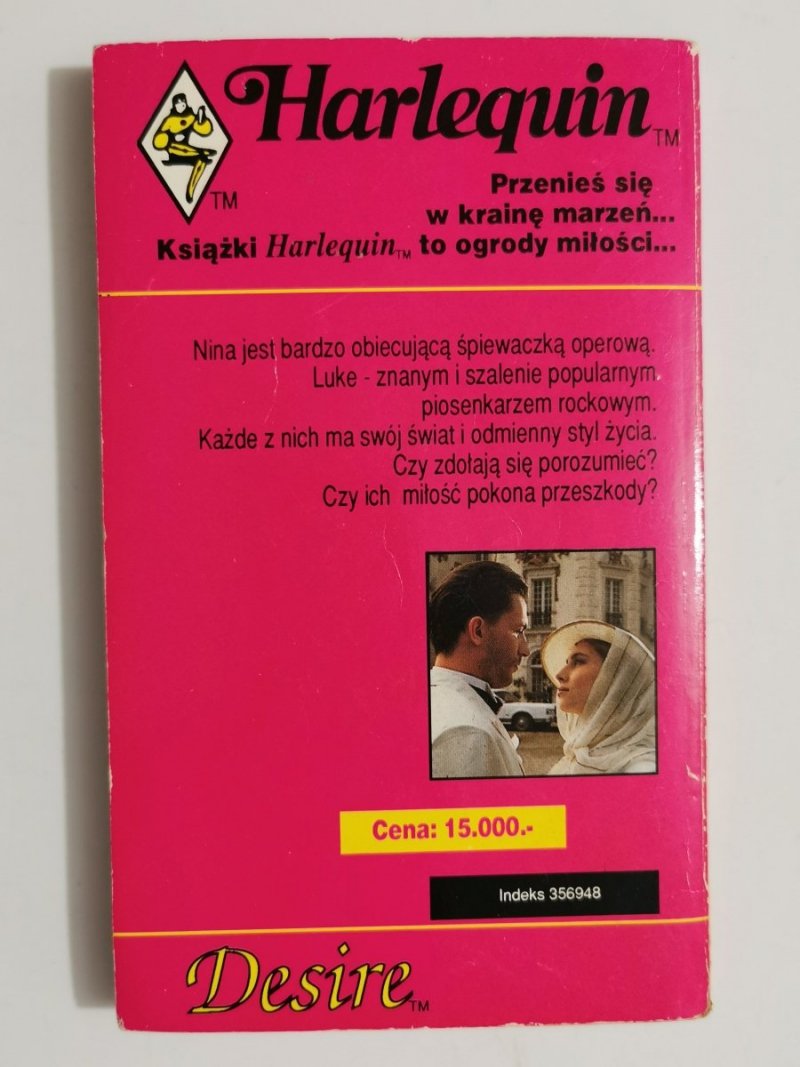 Harlequin TM
TM
Przenieś się
w krainę marzeń...
Książki Harlequin TM to ogrody miłości...
Nina jest bardzo obiecującą śpiewaczką operową.
Luke - znanym i szalenie popularnym
piosenkarzem rockowym.
Każde z nich ma swój świat i odmienny styl życia.
Czy zdołają się porozumieć?
Czy ich miłość pokona przeszkody?
Cena: 15.000.-
Indeks 356948
Desire TM